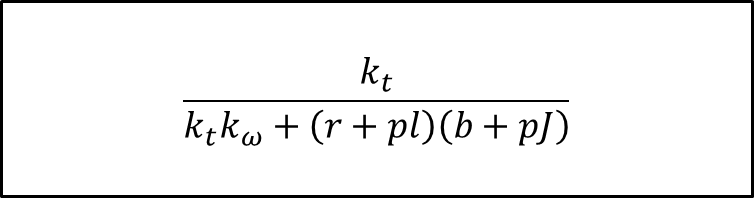 k_t
k_t k_ω + (r + pl)(b + pJ)